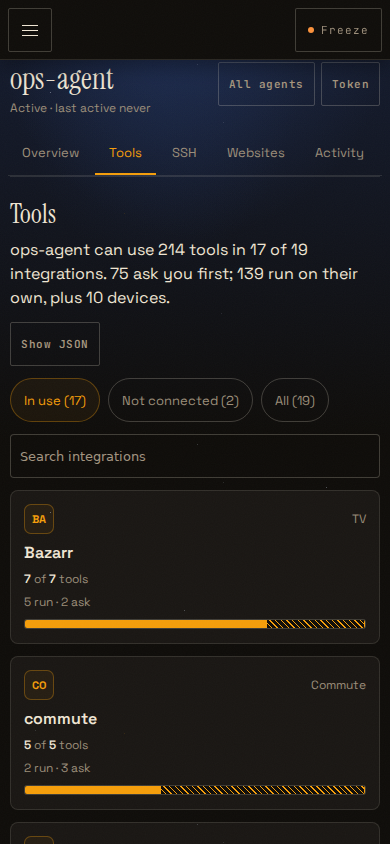 Freeze
ops-agent
Active · last active never
All agents
Token
Overview
Tools
SSH
Websites
Activity
Tools
ops-agent can use 214 tools in 17 of 19
integrations. 75 ask you first; 139 run on their
own, plus 10 devices.
Show JSON
In use (17)
Not connected (2)
All (19)
Search integrations
BA
TV
Bazarr
7 of 7 tools
5 run · 2 ask
CO
Commute
commute
5 of 5 tools
2 run · 3 ask